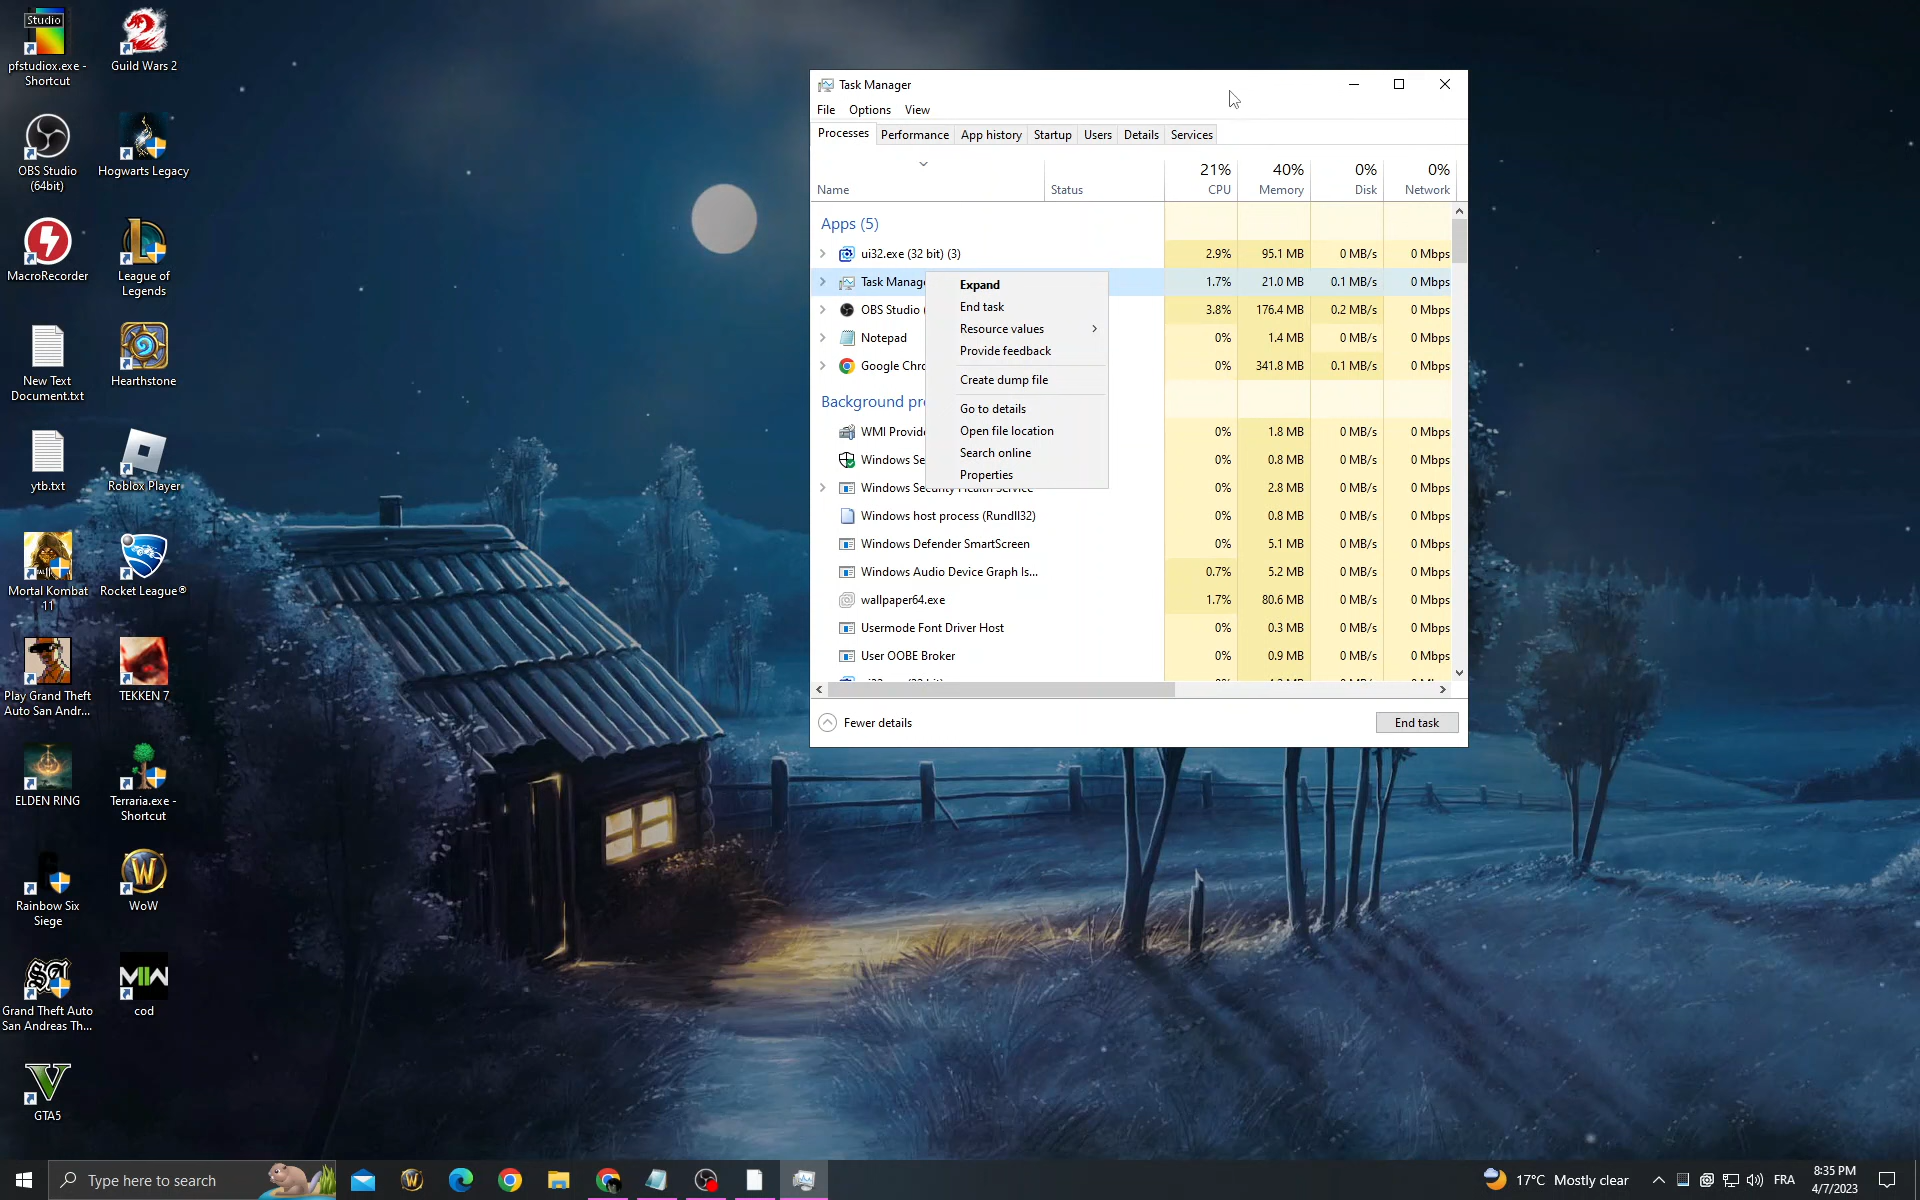 Studio
pfstudiox.exe -
Shortcut
Guild Wars 2
OBS Studio
(64bit)
Hogwarts Legacy
MacroRecorder
League of
Legends
New Text
Document.txt
Hearthstone
ytb.txt
Roblox Player
Mortal Kombat
11
Rocket League®
Play Grand Theft
Auto San Andr...
TEKKEN 7
ELDEN RING
Terraria.exe -
Shortcut
Rainbow Six
Siege
W
WoW
Grand Theft Auto
San Andreas Th...
MW
cod
V
GTA5
Task Manager
File Options View
Processes Performance App history Startup Users Details Services
21% 40% 0% 0%
Name Status CPU Memory Disk Network
Apps (5)
ui32.exe (32 bit) (3) 2.9% 95.1 MB 0 MB/s 0 Mbps
Task Manag 1.7% 21.0 MB 0.1 MB/s 0 Mbps
OBS Studio 3.8% 176.4 MB 0.2 MB/s 0 Mbps
Notepad 0% 1.4 MB 0 MB/s 0 Mbps
Google Chr 0% 341.8 MB 0.1 MB/s 0 Mbps
Background pr
WMI Provid 0% 1.8 MB 0 MB/s 0 Mbps
Windows Se 0% 0.8 MB 0 MB/s 0 Mbps
Windows Security Health Service 0% 2.8 MB 0 MB/s 0 Mbps
Windows host process (Rundll32) 0% 0.8 MB 0 MB/s 0 Mbps
Windows Defender SmartScreen 0% 5.1 MB 0 MB/s 0 Mbps
Windows Audio Device Graph Is... 0.7% 5.2 MB 0 MB/s 0 Mbps
wallpaper64.exe 1.7% 80.6 MB 0 MB/s 0 Mbps
Usermode Font Driver Host 0% 0.3 MB 0 MB/s 0 Mbps
User OOBE Broker 0% 0.9 MB 0 MB/s 0 Mbps
Expand
End task
Resource values
Provide feedback
Create dump file
Go to details
Open file location
Search online
Properties
Fewer details
End task
Type here to search
17°C Mostly clear
FRA
8:35 PM
4/7/2023